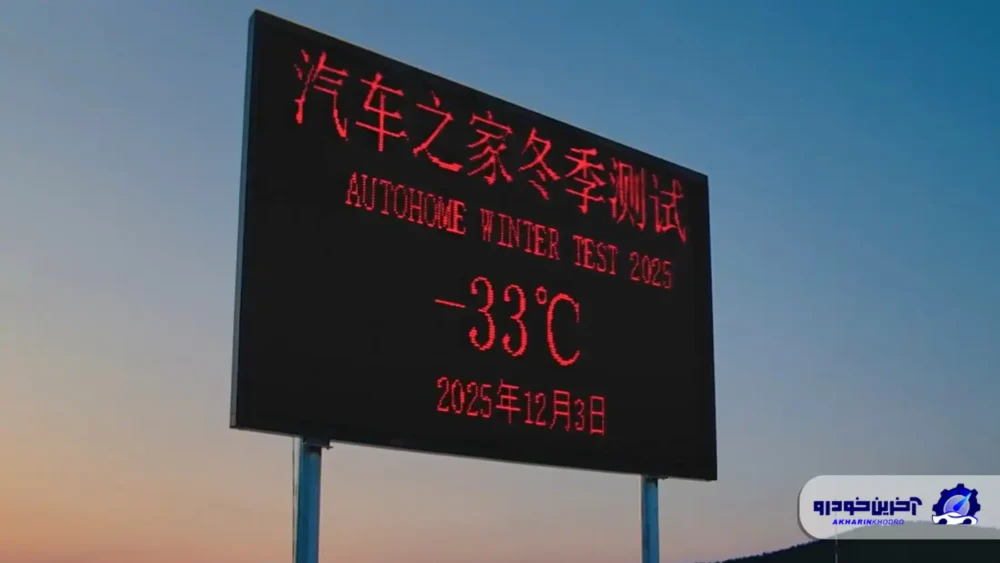 汽车之家冬季测试
AUTOHOME WINTER TEST 2025
-33℃
2025年12月3日
آخرین خودرو
AKHARINKHODRO